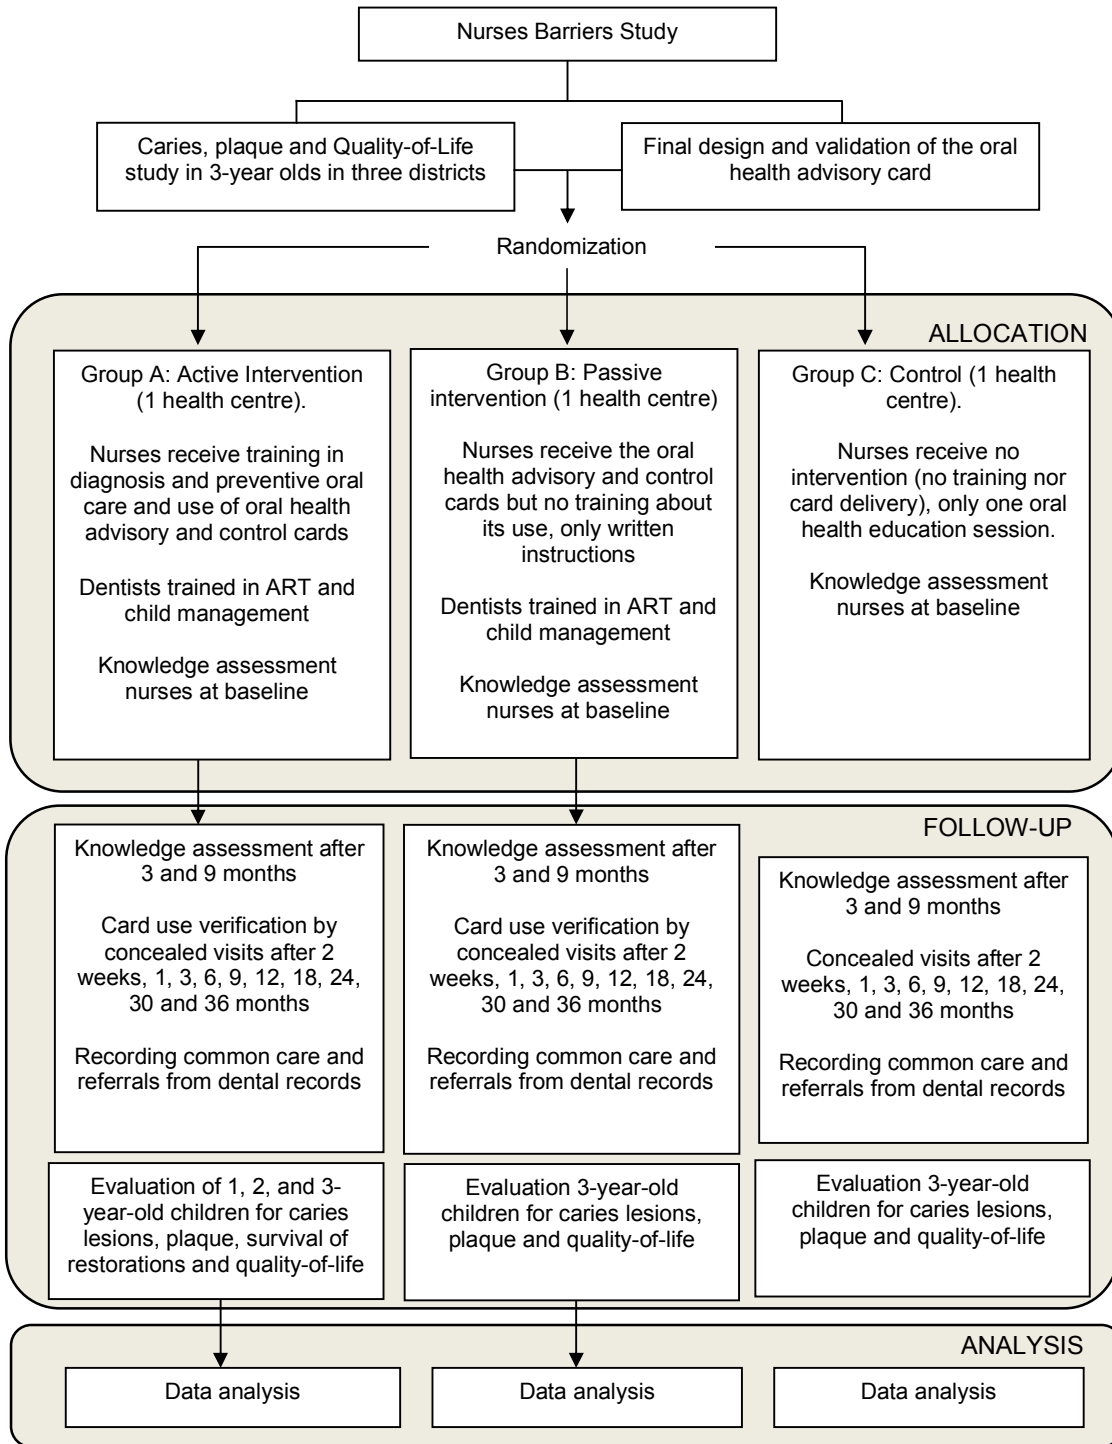 Nurses Barriers Study
Caries, plaque and Quality-of-Life
study in 3-year olds in three districts
Final design and validation of the oral
health advisory card
Randomization
ALLOCATION
Group A: Active Intervention
(1 health centre).
Nurses receive training in
diagnosis and preventive oral
care and use of oral health
advisory and control cards
Dentists trained in ART and
child management
Knowledge assessment
nurses at baseline
Group B: Passive
intervention (1 health centre)
Nurses receive the oral
health advisory and control
cards but no training about
its use, only written
instructions
Dentists trained in ART and
child management
Knowledge assessment
nurses at baseline
Group C: Control (1 health
centre).
Nurses receive no
intervention (no training nor
card delivery), only one oral
health education session.
Knowledge assessment
nurses at baseline
FOLLOW-UP
Knowledge assessment after
3 and 9 months
Card use verification by
concealed visits after 2
weeks, 1, 3, 6, 9, 12, 18, 24,
30 and 36 months
Recording common care and
referrals from dental records
Knowledge assessment after
3 and 9 months
Card use verification by
concealed visits after 2
weeks, 1, 3, 6, 9, 12, 18, 24,
30 and 36 months
Recording common care and
referrals from dental records
Knowledge assessment after
3 and 9 months
Concealed visits after 2
weeks, 1, 3, 6, 9, 12, 18, 24,
30 and 36 months
Recording common care and
referrals from dental records
Evaluation of 1, 2, and 3-
year-old children for caries
lesions, plaque, survival of
restorations and quality-of-life
Evaluation 3-year-old
children for caries lesions,
plaque and quality-of-life
Evaluation 3-year-old
children for caries lesions,
plaque and quality-of-life
ANALYSIS
Data analysis
Data analysis
Data analysis